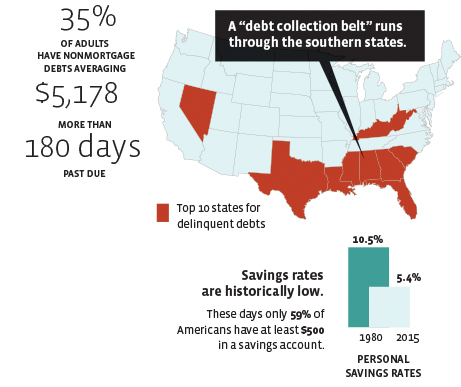 35%
OF ADULTS
HAVE NONMORTGAGE
DEBTS AVERAGING
$5,178
MORE THAN
180 days
PAST DUE
A “debt collection belt” runs
through the southern states.
Top 10 states for
delinquent debts
Savings rates
are historically low.
These days only 59% of
Americans have at least $500
in a savings account.
10.5%
5.4%
1980 2015
PERSONAL
SAVINGS RATES